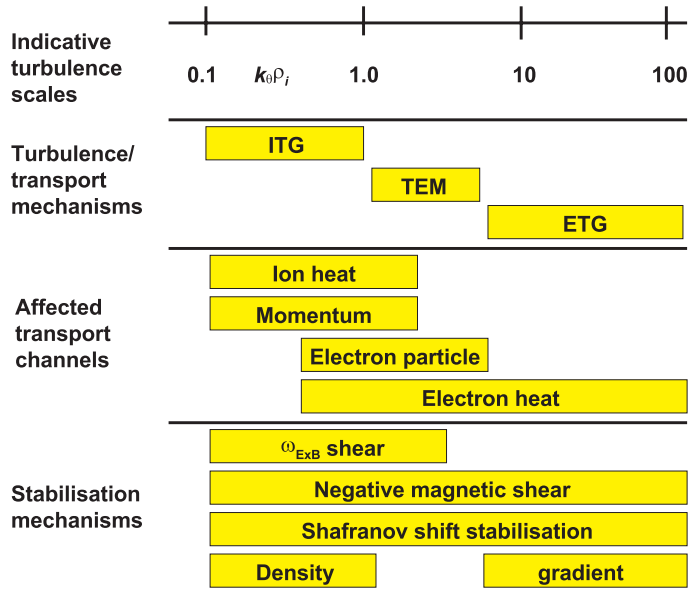 Indicative
turbulence
scales
0.1 kθρi 1.0 10 100
Turbulence/
transport
mechanisms
ITG
TEM
ETG
Affected
transport
channels
Ion heat
Momentum
Electron particle
Electron heat
Stabilisation
mechanisms
ωExB shear
Negative magnetic shear
Shafranov shift stabilisation
Density gradient